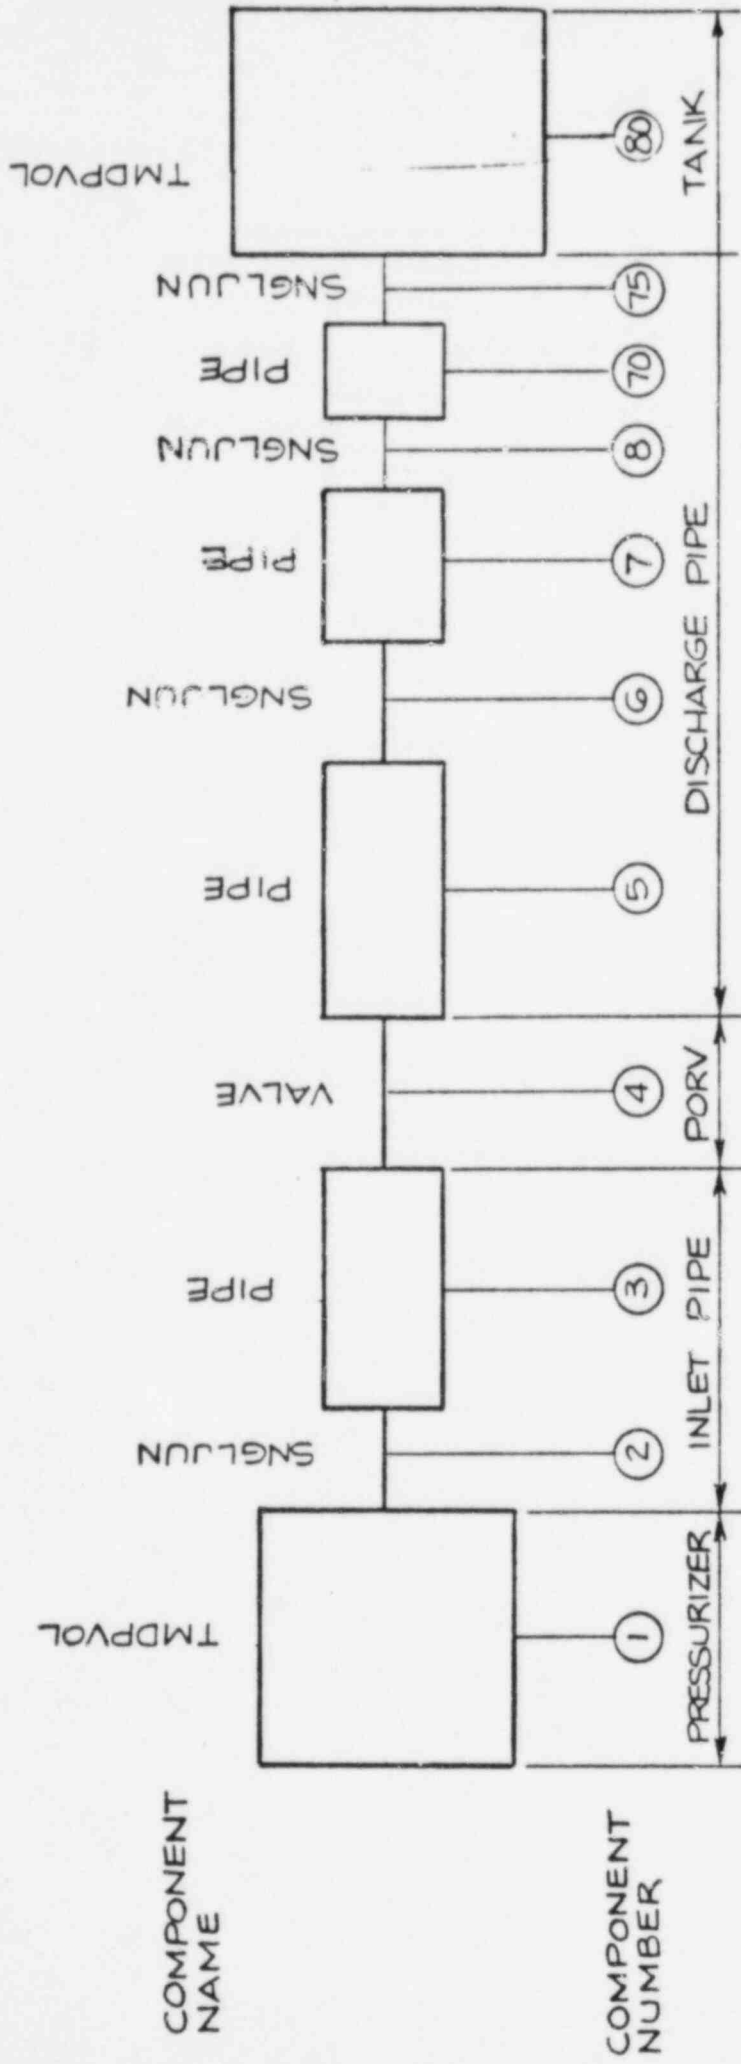 COMPONENT
NAME
TMDPVOL
SNGLJUN
PIPE
VALVE
PIPE
SNGLJUN
PIPE
SNGLJUN
PIPE
SNGLJUN
TMDPVOL
COMPONENT
NUMBER
1
2
3
4
5
6
7
8
70
75
80
PRESSURIZER
INLET PIPE
PORV
DISCHARGE PIPE
TANK